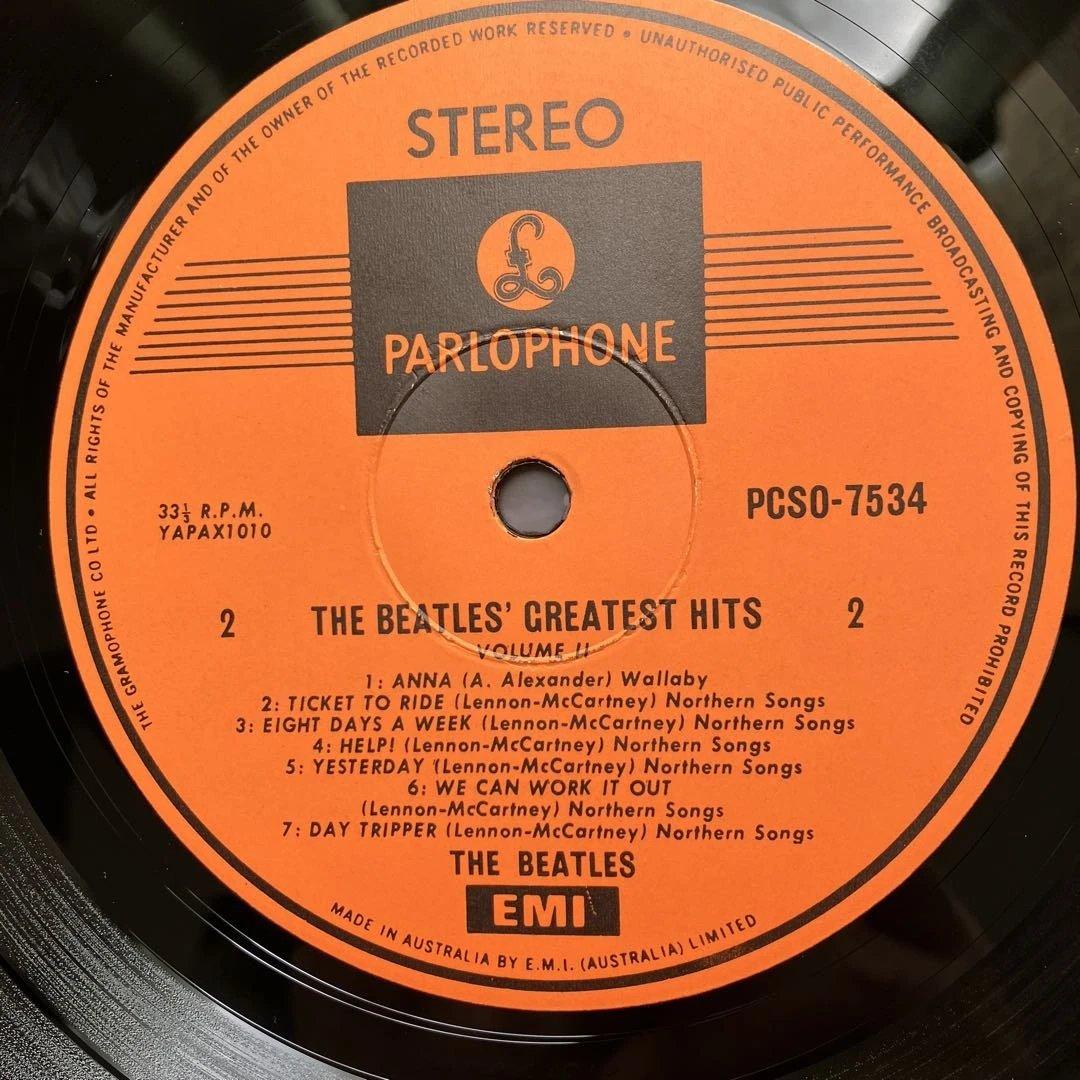 THE GRAMOPHONE CO LTD • ALL RIGHTS OF THE MANUFACTURER AND OF THE OWNER OF THE RECORDED WORK RESERVED • UNAUTHORISED PUBLIC PERFORMANCE BROADCASTING AND COPYING OF THIS RECORD PROHIBITED
STEREO
£
PARLOPHONE
33⅓ R.P.M.
YAPAX1010
PCSO-7534
2 THE BEATLES' GREATEST HITS 2
VOLUME II
1: ANNA (A. Alexander) Wallaby
2: TICKET TO RIDE (Lennon-McCartney) Northern Songs
3: EIGHT DAYS A WEEK (Lennon-McCartney) Northern Songs
4: HELP! (Lennon-McCartney) Northern Songs
5: YESTERDAY (Lennon-McCartney) Northern Songs
6: WE CAN WORK IT OUT
(Lennon-McCartney) Northern Songs
7: DAY TRIPPER (Lennon-McCartney) Northern Songs
THE BEATLES
EMI
MADE IN AUSTRALIA BY E.M.I. (AUSTRALIA) LIMITED